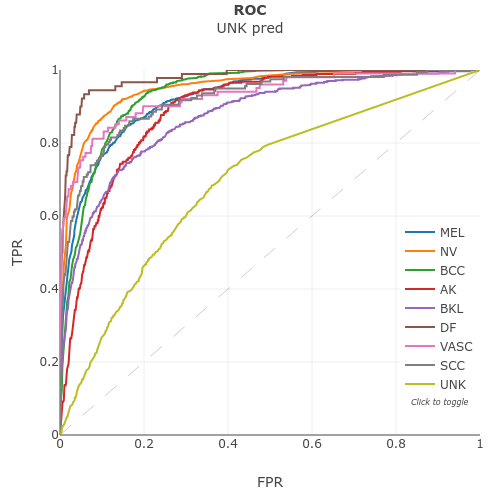 ROC
UNK pred
TPR
1
0.8
0.6
0.4
0.2
0
0
0.2
0.4
0.6
0.8
1
FPR
MEL
NV
BCC
AK
BKL
DF
VASC
SCC
UNK
Click to toggle